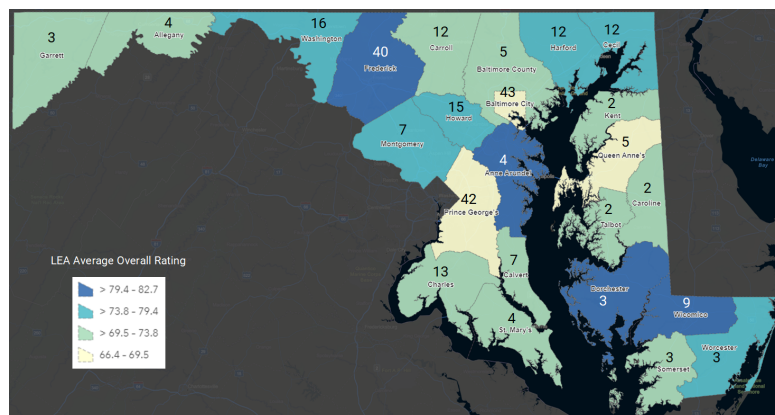 3
Garrett
4
Allegany
16
Washington
40
Frederick
12
Carroll
5
Baltimore County
12
Harford
12
Cecil
43
Baltimore City
2
Kent
15
Howard
7
Montgomery
5
Queen Anne's
4
Anne Arundel
Delaware
Bay
42
Prince George's
2
Caroline
2
Talbot
LEA Average Overall Rating
> 79.4 - 82.7
> 73.8 - 79.4
> 69.5 - 73.8
66.4 - 69.5
13
Charles
7
Calvert
4
St. Mary's
Dorchester
3
9
Wicomico
3
Somerset
Worcester
3